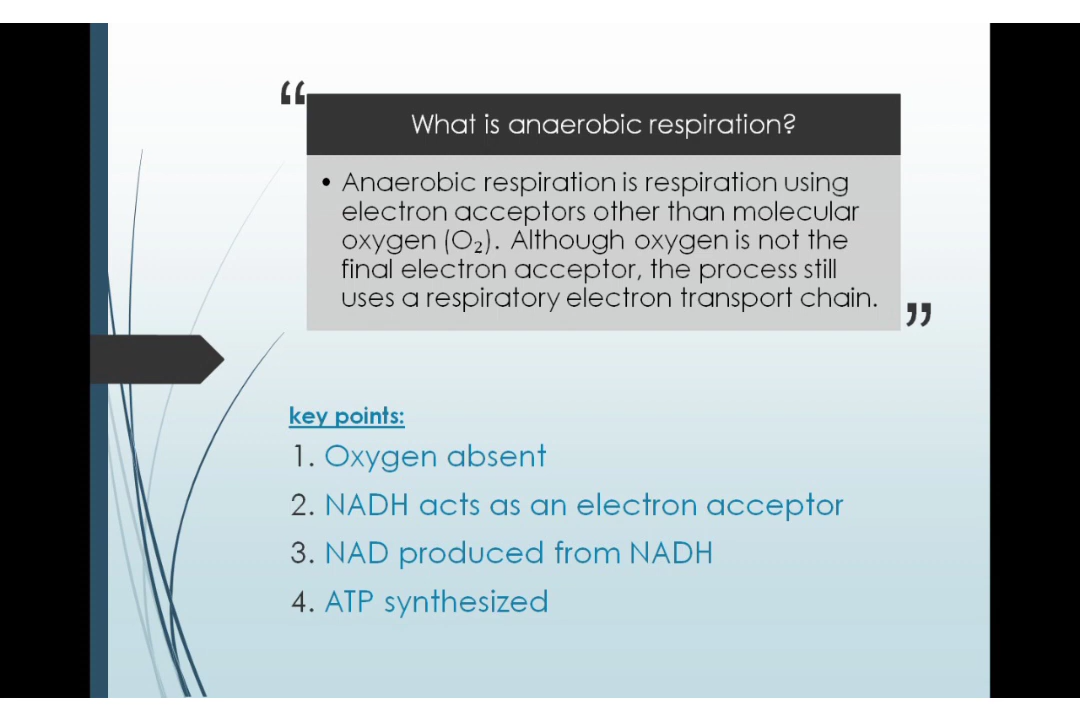 “
What is anaerobic respiration?
• Anaerobic respiration is respiration using
electron acceptors other than molecular
oxygen (O₂). Although oxygen is not the
final electron acceptor, the process still
uses a respiratory electron transport chain.
”
key points:
1. Oxygen absent
2. NADH acts as an electron acceptor
3. NAD produced from NADH
4. ATP synthesized